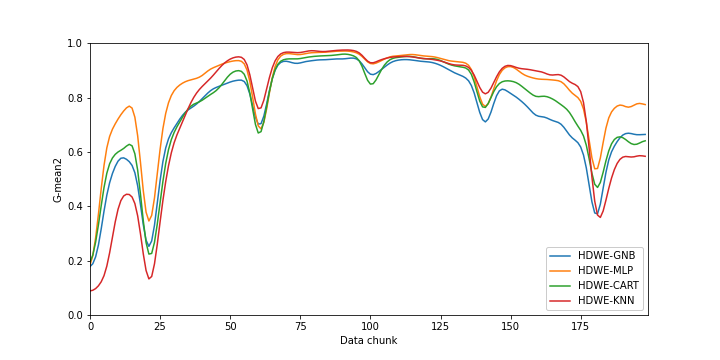 1.0
0.8
0.6
0.4
0.2
0.0
G-mean2
0
25
50
75
100
125
150
175
Data chunk
HDWE-GNB
HDWE-MLP
HDWE-CART
HDWE-KNN